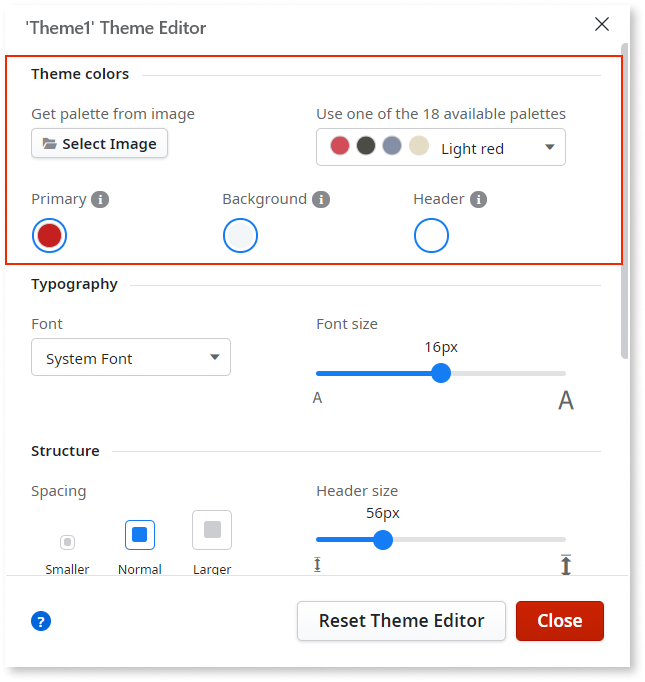 'Theme1' Theme Editor
Theme colors
Get palette from image
Use one of the 18 available palettes
Select Image
Light red
Primary
Background
Header
Typography
Font
Font size
System Font
16px
A
A
Structure
Spacing
Header size
56px
Smaller
Normal
Larger
?
Reset Theme Editor
Close